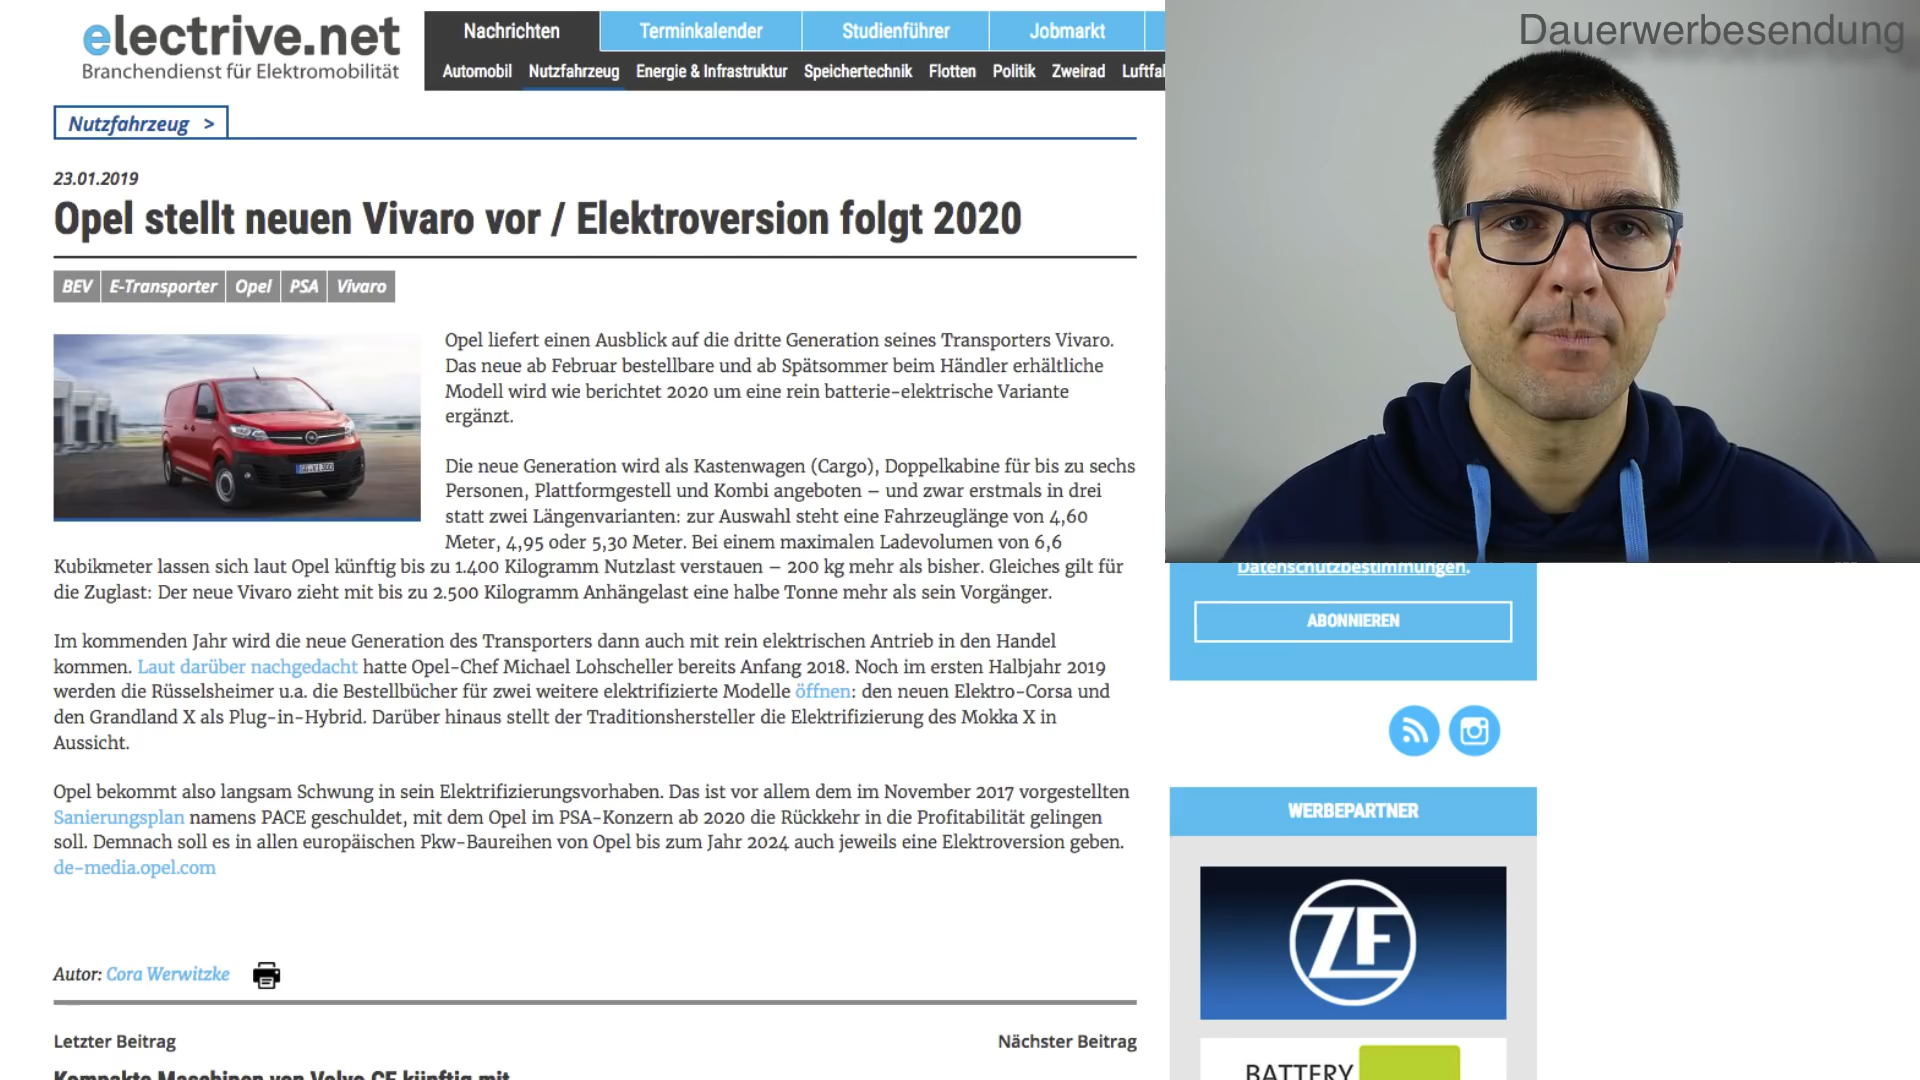 electrive.net
Branchendienst für Elektromobilität
Nachrichten
Terminkalender
Studienführer
Jobmarkt
Automobil Nutzfahrzeug Energie & Infrastruktur Speichertechnik Flotten Politik Zweirad Luftfa
Dauerwerbesendung
Nutzfahrzeug >
23.01.2019
Opel stellt neuen Vivaro vor / Elektroversion folgt 2020
BEV E-Transporter Opel PSA Vivaro
Opel liefert einen Ausblick auf die dritte Generation seines Transporters Vivaro.
Das neue ab Februar bestellbare und ab Spätsommer beim Händler erhältliche
Modell wird wie berichtet 2020 um eine rein batterie-elektrische Variante
ergänzt.
Die neue Generation wird als Kastenwagen (Cargo), Doppelkabine für bis zu sechs
Personen, Plattformgestell und Kombi angeboten – und zwar erstmals in drei
statt zwei Längenvarianten: zur Auswahl steht eine Fahrzeuglänge von 4,60
Meter, 4,95 oder 5,30 Meter. Bei einem maximalen Ladevolumen von 6,6
Kubikmeter lassen sich laut Opel künftig bis zu 1.400 Kilogramm Nutzlast verstauen – 200 kg mehr als bisher. Gleiches gilt für
die Zuglast: Der neue Vivaro zieht mit bis zu 2.500 Kilogramm Anhängelast eine halbe Tonne mehr als sein Vorgänger.
Im kommenden Jahr wird die neue Generation des Transporters dann auch mit rein elektrischen Antrieb in den Handel
kommen. Laut darüber nachgedacht hatte Opel-Chef Michael Lohscheller bereits Anfang 2018. Noch im ersten Halbjahr 2019
werden die Rüsselsheimer u.a. die Bestellbücher für zwei weitere elektrifizierte Modelle öffnen: den neuen Elektro-Corsa und
den Grandland X als Plug-in-Hybrid. Darüber hinaus stellt der Traditionshersteller die Elektrifizierung des Mokka X in
Aussicht.
Opel bekommt also langsam Schwung in sein Elektrifizierungsvorhaben. Das ist vor allem dem im November 2017 vorgestellten
Sanierungsplan namens PACE geschuldet, mit dem Opel im PSA-Konzern ab 2020 die Rückkehr in die Profitabilität gelingen
soll. Demnach soll es in allen europäischen Pkw-Baureihen von Opel bis zum Jahr 2024 auch jeweils eine Elektroversion geben.
de-media.opel.com
Autor: Cora Werwitzke
Letzter Beitrag
Nächster Beitrag
Kompakte Maschinen von Volvo CE künftig mit
Datenschutzbestimmungen.
ABONNIEREN
WERBEPARTNER
ZF
BATTERY